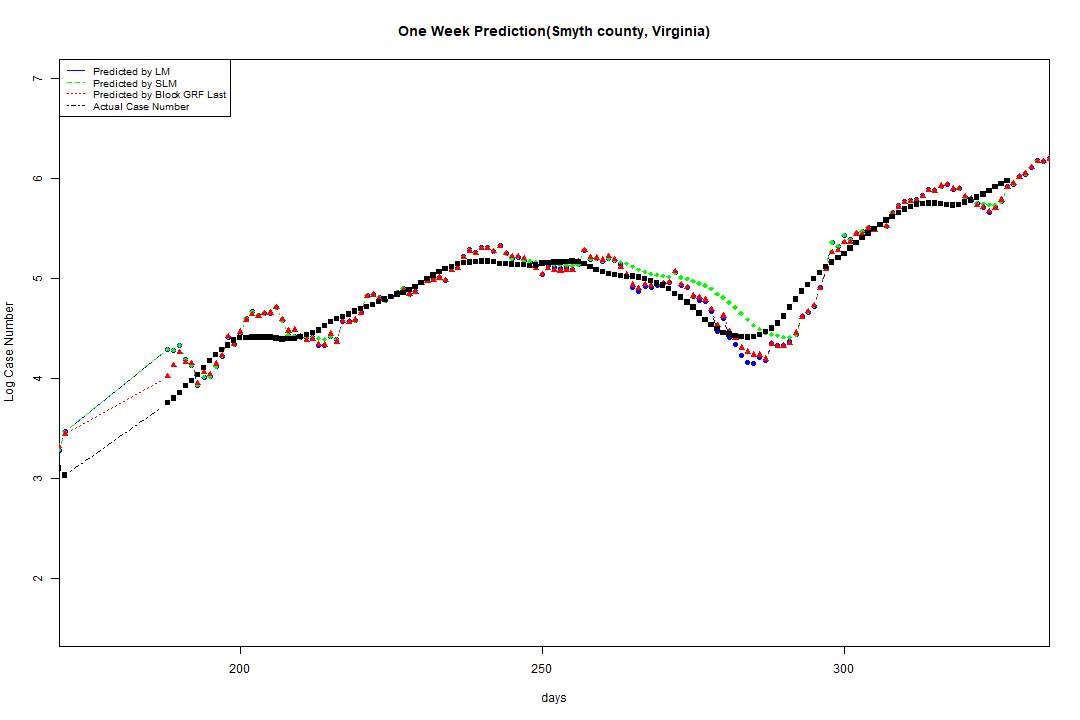 One Week Prediction(Smyth county, Virginia)
Predicted by LM
Predicted by SLM
Predicted by Block GRF Last
Actual Case Number
7
6
5
4
3
2
Log Case Number
200 250 300
days